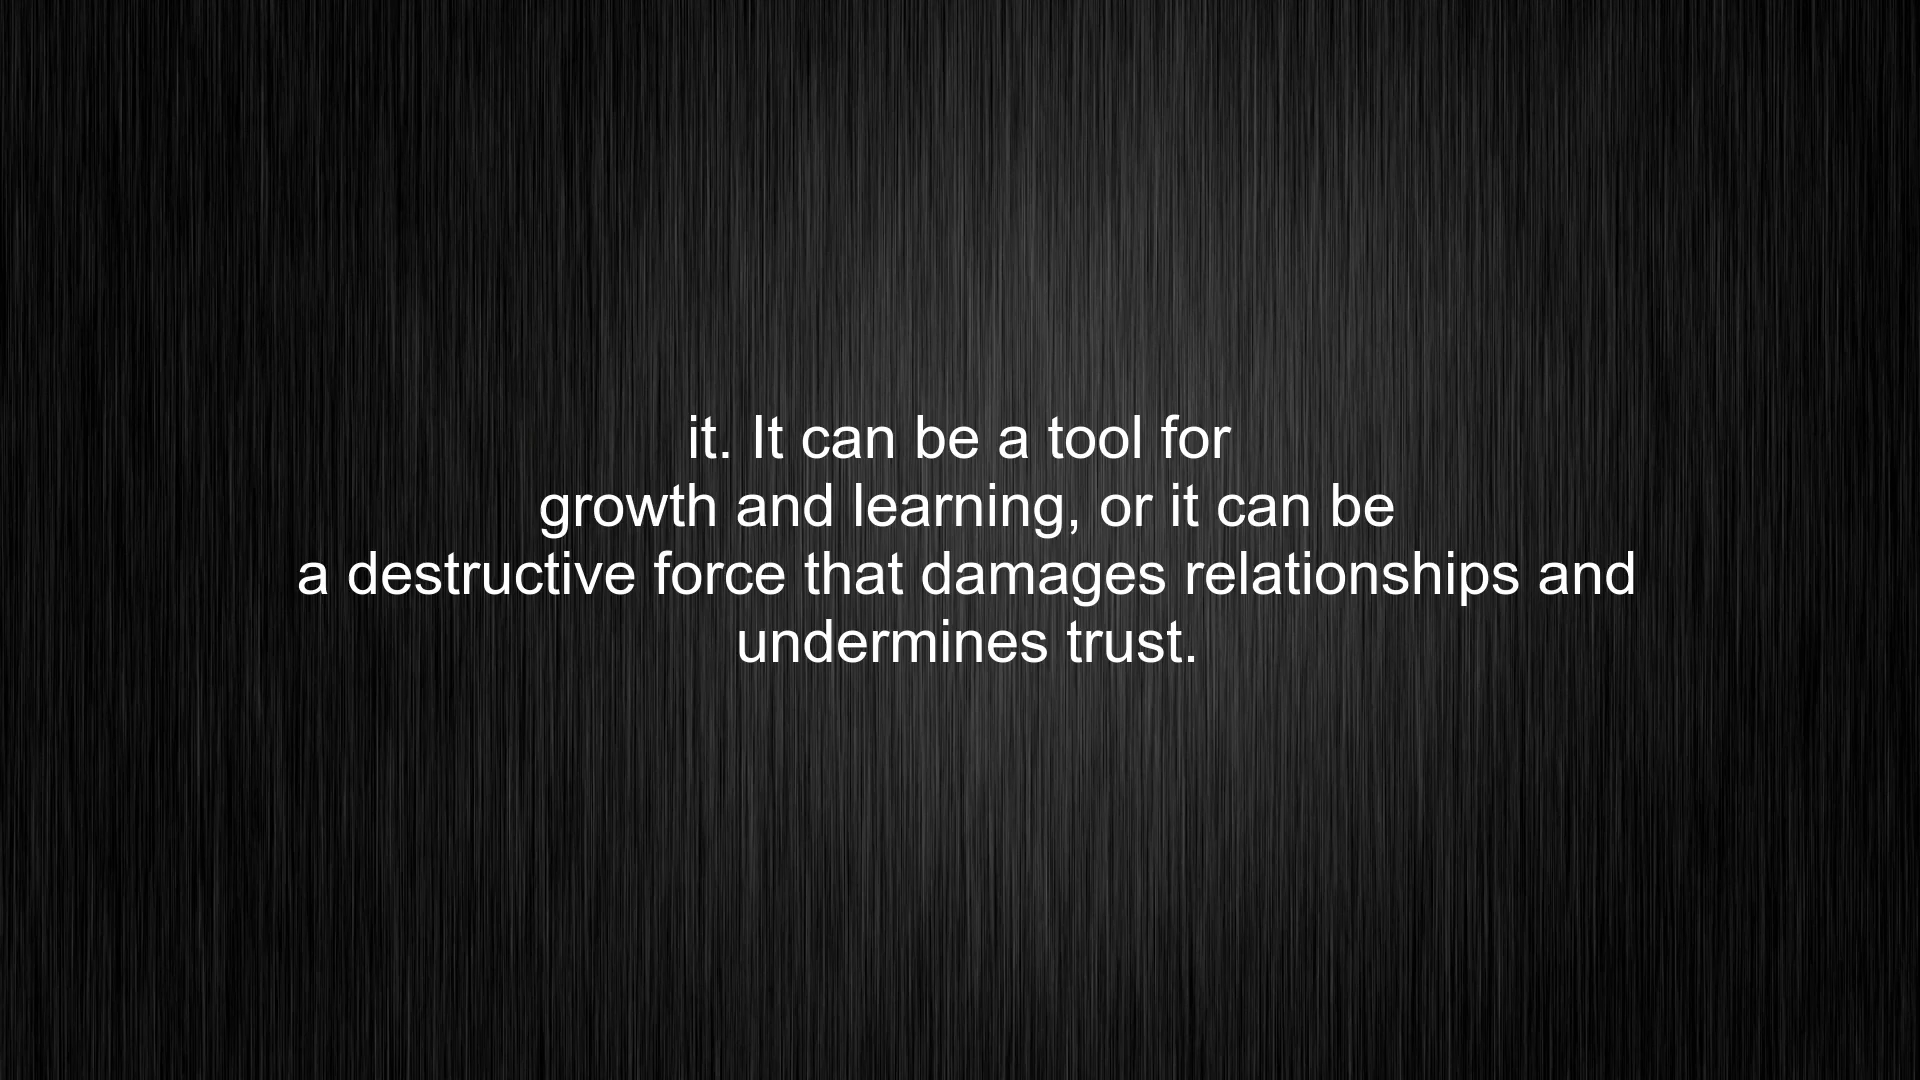 it. It can be a tool for
growth and learning, or it can be
a destructive force that damages relationships and
undermines trust.